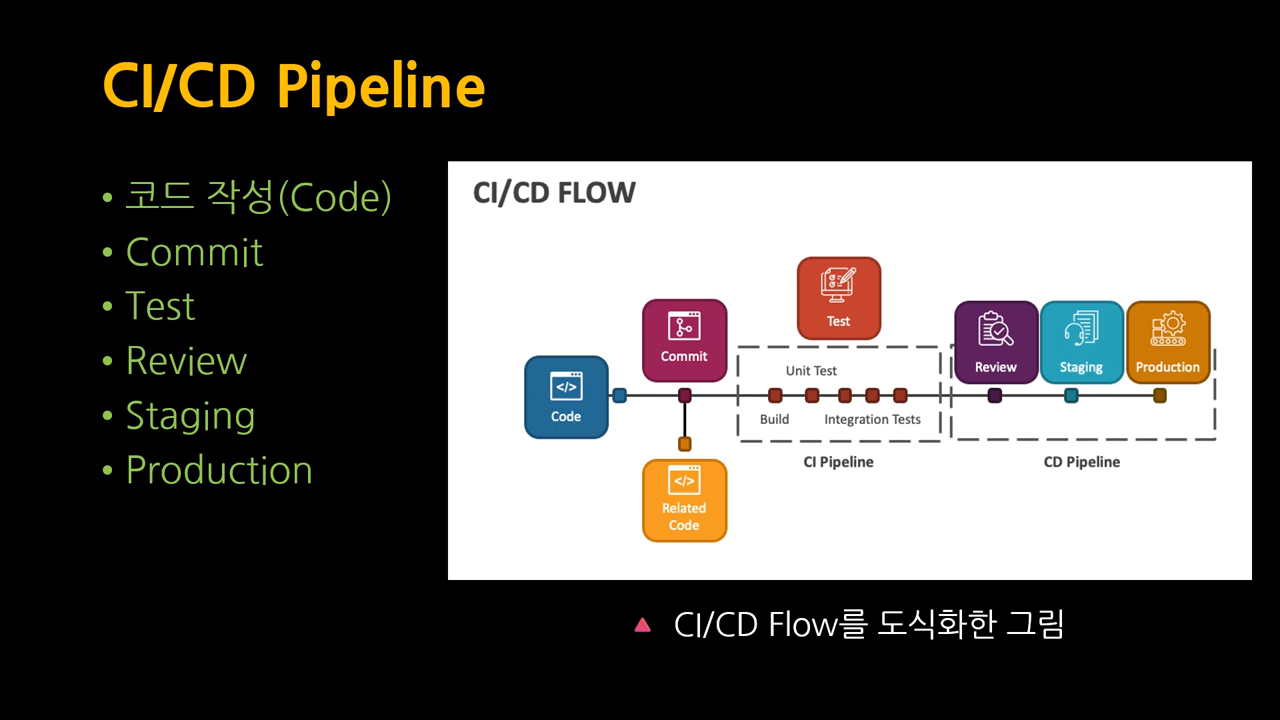 CI/CD Pipeline
• 코드 작성(Code)
• Commit
• Test
• Review
• Staging
• Production
CI/CD FLOW
Test
Commit
Review
Staging
Production
Unit Test
Code
Build
Integration Tests
CI Pipeline
CD Pipeline
Related
Code
▲ CI/CD Flow를 도식화한 그림